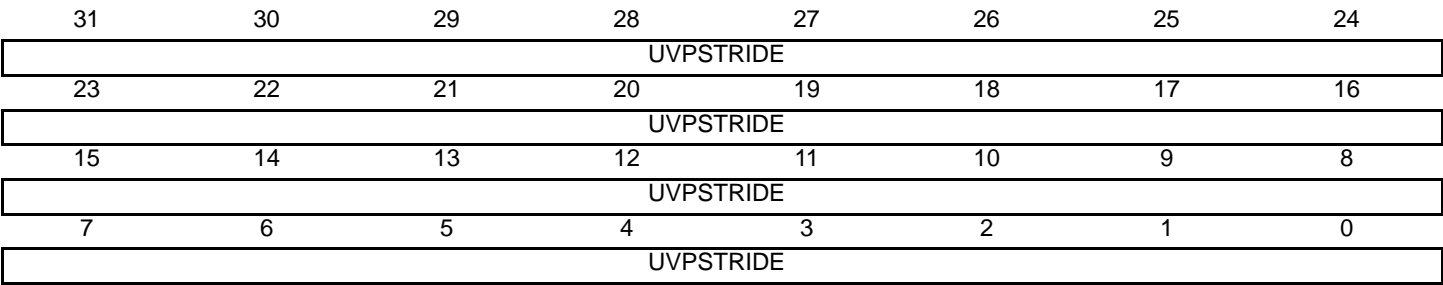 31 30 29 28 27 26 25 24
UVPSTRIDE
23 22 21 20 19 18 17 16
UVPSTRIDE
15 14 13 12 11 10 9 8
UVPSTRIDE
7 6 5 4 3 2 1 0
UVPSTRIDE